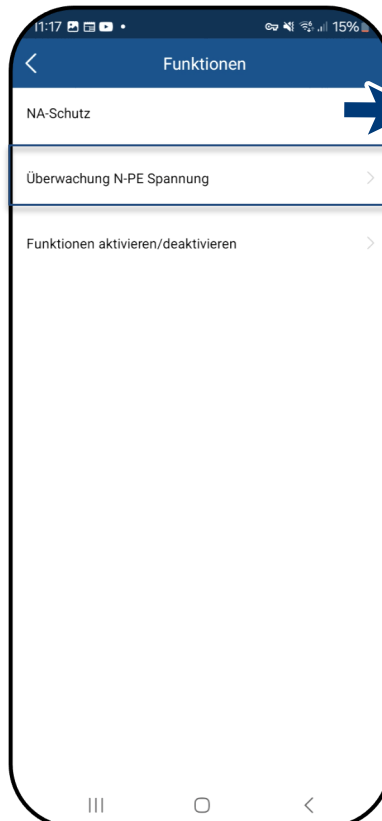 11:17 15%
Funktionen
NA-Schutz
Überwachung N-PE Spannung
Funktionen aktivieren/deaktivieren